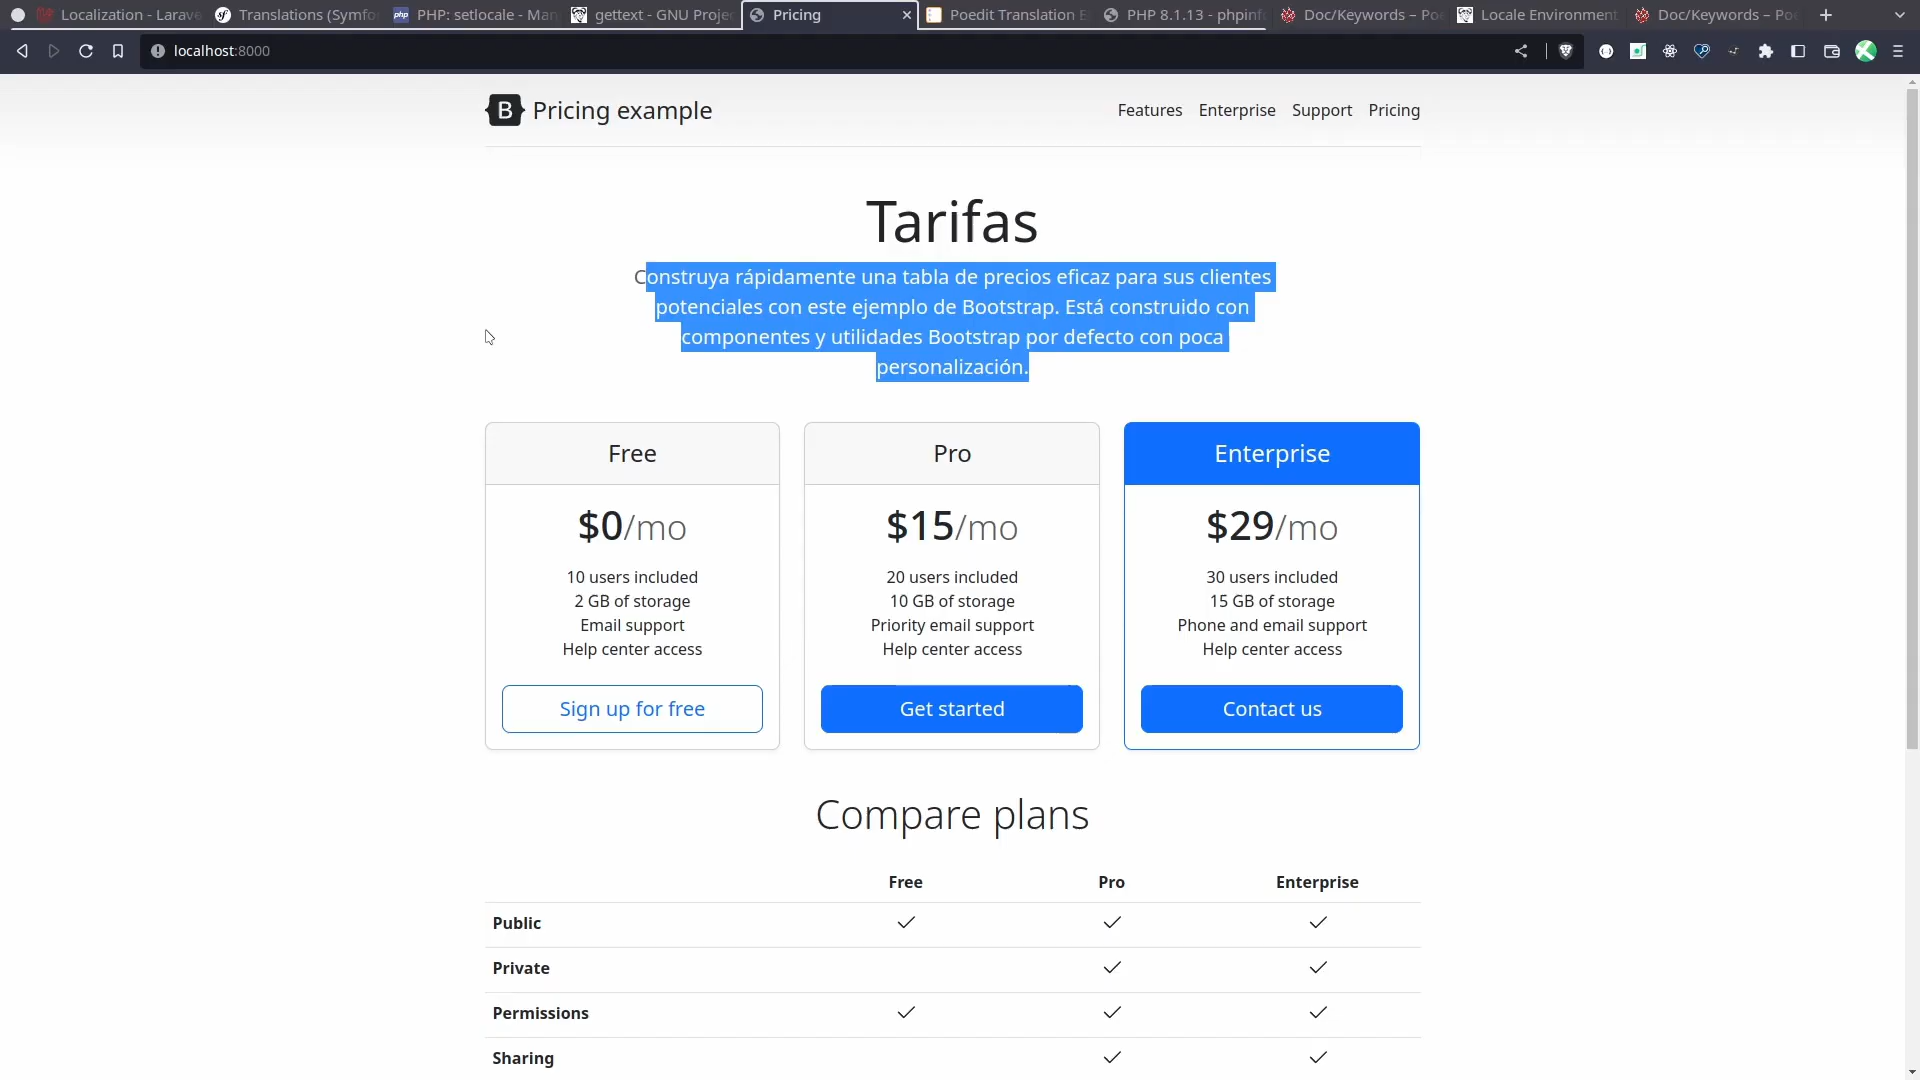 Localization - Larave
Translations (Symfo
php PHP: setlocale - Man
gettext - GNU Projec
Pricing
Poedit Translation E
PHP 8.1.13 - phpinf
Doc/Keywords – Poe
Locale Environment
Doc/Keywords – Poe
localhost:8000
B Pricing example
Features Enterprise Support Pricing
Tarifas
Construya rápidamente una tabla de precios eficaz para sus clientes
potenciales con este ejemplo de Bootstrap. Está construido con
componentes y utilidades Bootstrap por defecto con poca
personalización.
Free
$0/mo
10 users included
2 GB of storage
Email support
Help center access
Sign up for free
Pro
$15/mo
20 users included
10 GB of storage
Priority email support
Help center access
Get started
Enterprise
$29/mo
30 users included
15 GB of storage
Phone and email support
Help center access
Contact us
Compare plans
Free Pro Enterprise
Public
Private
Permissions
Sharing